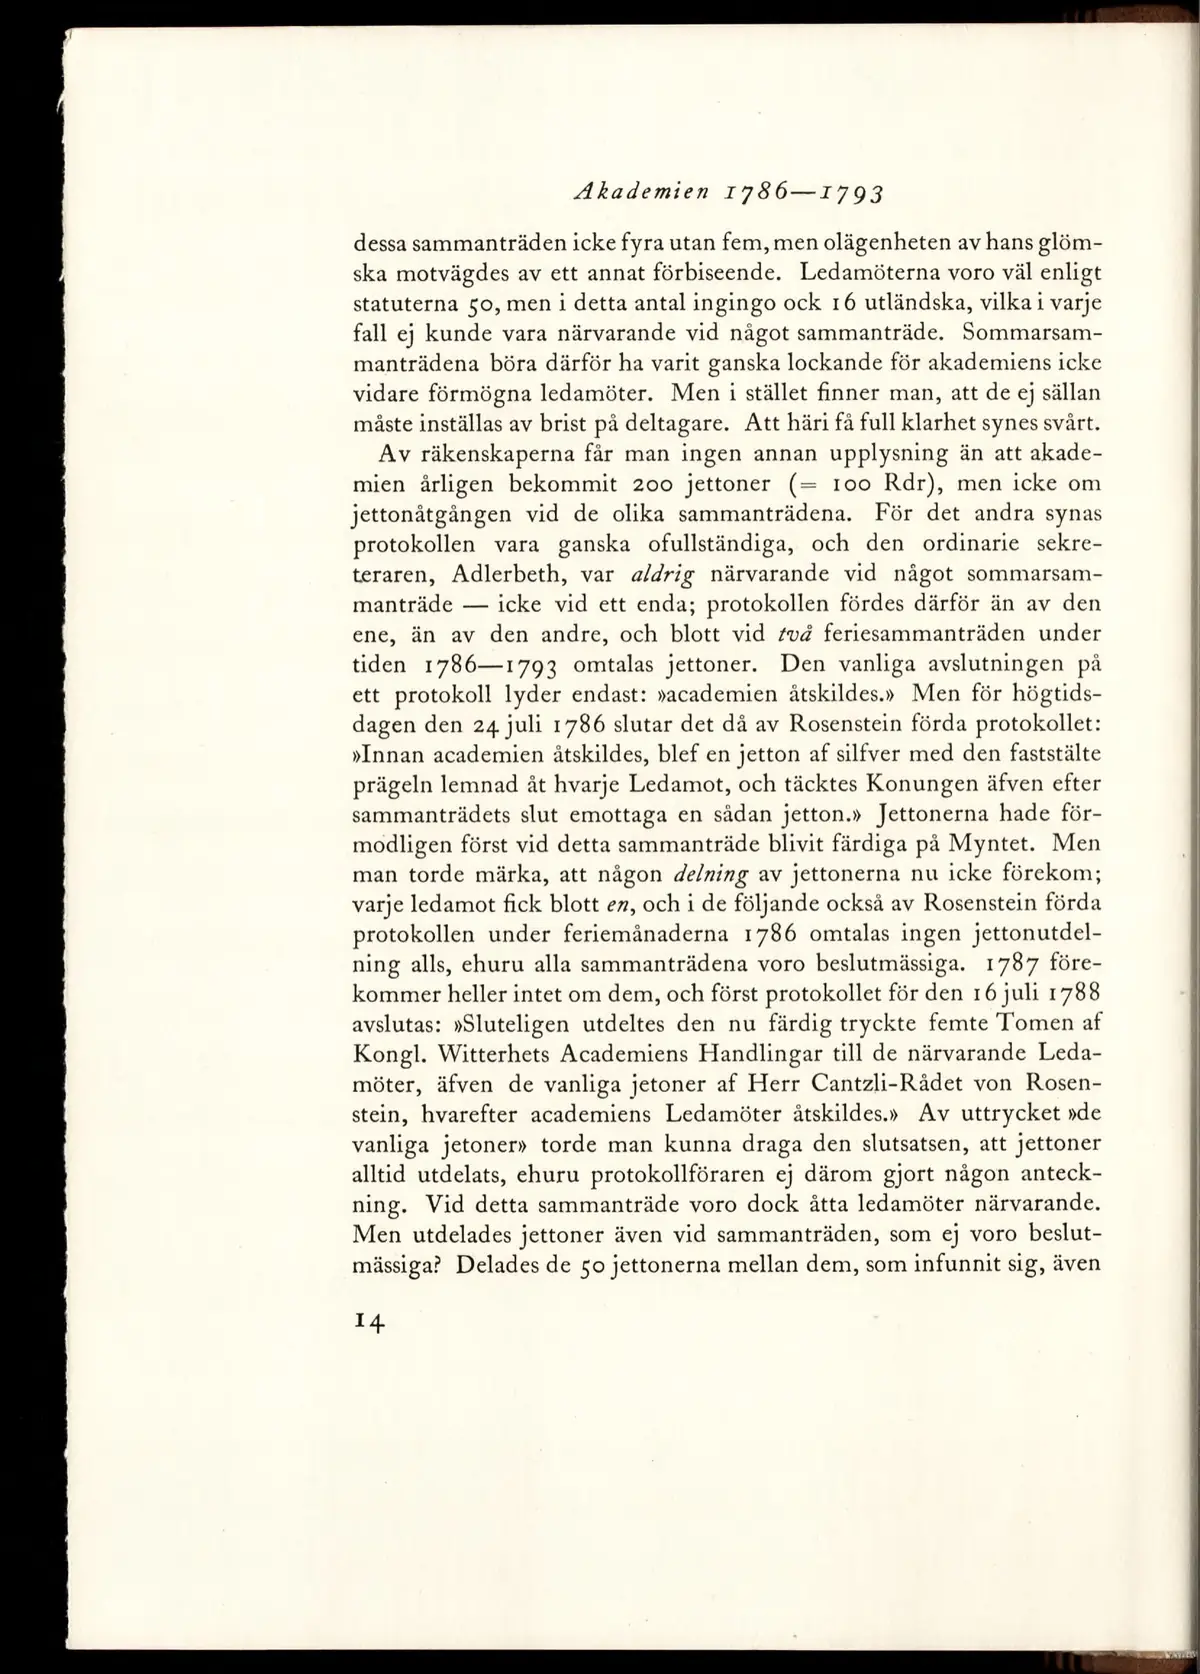 Akademien 1786—1793
dessa sammanträden icke fyra utan fem, men olägenheten av hans glöm-
ska motvägdes av ett annat förbiseende. Ledamöterna voro väl enligt
statuterna 50, men i detta antal ingingo ock 16 utländska, vilka i varje
fall ej kunde vara närvarande vid något sammanträde. Sommarsam-
manträdena böra därför ha varit ganska lockande för akademiens icke
vidare förmögna ledamöter. Men i stället finner man, att de ej sällan
måste inställas av brist på deltagare. Att häri få full klarhet synes svårt.
Av räkenskaperna får man ingen annan upplysning än att akade-
mien årligen bekommit 200 jettoner (= 100 Rdr), men icke om
jettonåtgången vid de olika sammanträdena. För det andra synas
protokollen vara ganska ofullständiga, och den ordinarie sekre-
teraren, Adlerbeth, var aldrig närvarande vid något sommarsam-
manträde — icke vid ett enda; protokollen fördes därför än av den
ene, än av den andre, och blott vid två feriesammanträden under
tiden 1786—1793 omtalas jettoner. Den vanliga avslutningen på
ett protokoll lyder endast: »academien åtskildes.» Men för högtids-
dagen den 24 juli 1786 slutar det då av Rosenstein förda protokollet:
»Innan academien åtskildes, blef en jetton af silfver med den faststälte
prägeln lemnad åt hvarje Ledamot, och täcktes Konungen äfven efter
sammanträdets slut emottaga en sådan jetton.» Jettonerna hade för-
modligen först vid detta sammanträde blivit färdiga på Myntet. Men
man torde märka, att någon delning av jettonerna nu icke förekom;
varje ledamot fick blott en, och i de följande också av Rosenstein förda
protokollen under feriemånaderna 1786 omtalas ingen jettonutdel-
ning alls, ehuru alla sammanträdena voro beslutmässiga. 1787 före-
kommer heller intet om dem, och först protokollet för den 16 juli 1788
avslutas: »Sluteligen utdeltes den nu färdig tryckte femte Tomen af
Kongl. Witterhets Academiens Handlingar till de närvarande Leda-
möter, äfven de vanliga jetoner af Herr Cantzli-Rådet von Rosen-
stein, hvarefter academiens Ledamöter åtskildes.» Av uttrycket »de
vanliga jetoner» torde man kunna draga den slutsatsen, att jettoner
alltid utdelats, ehuru protokollföraren ej därom gjort någon anteck-
ning. Vid detta sammanträde voro dock åtta ledamöter närvarande.
Men utdelades jettoner även vid sammanträden, som ej voro beslut-
mässiga? Delades de 50 jettonerna mellan dem, som infunnit sig, även
14